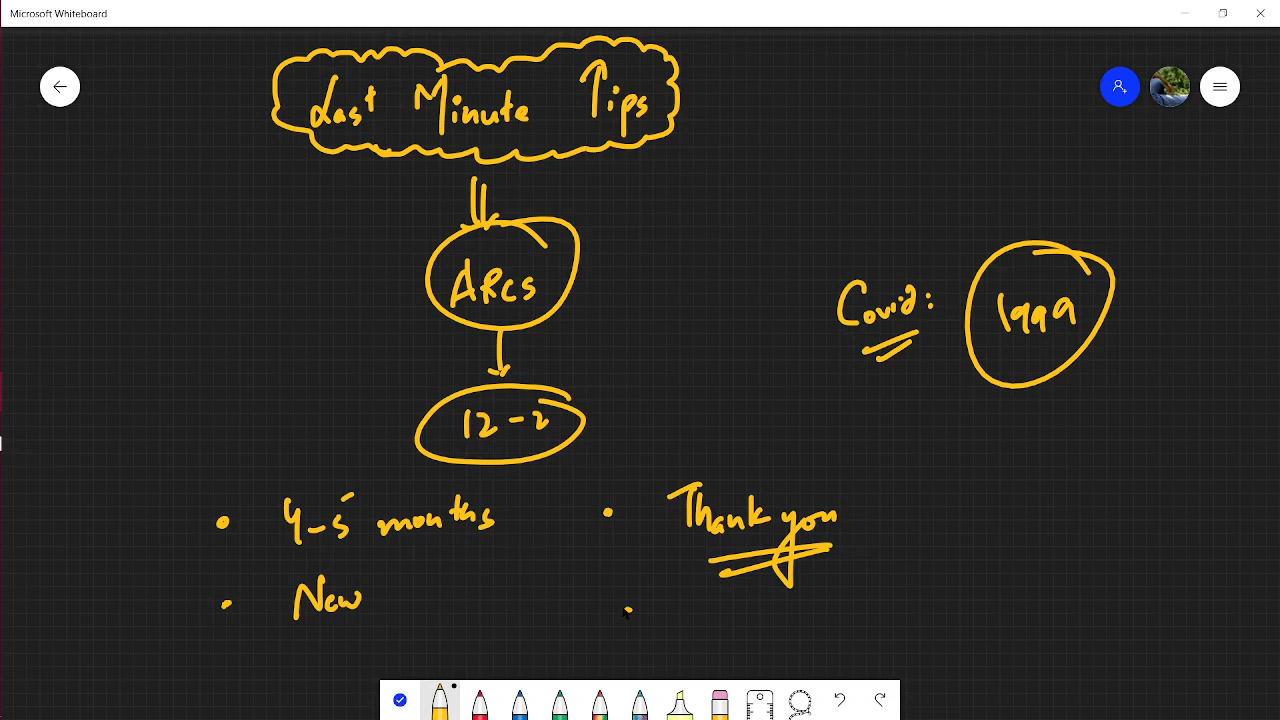 Microsoft Whiteboard
Last Minute Tips
ARCS
Covid: 1999
12-2
• 4-5 months
• Thank you
• New
•